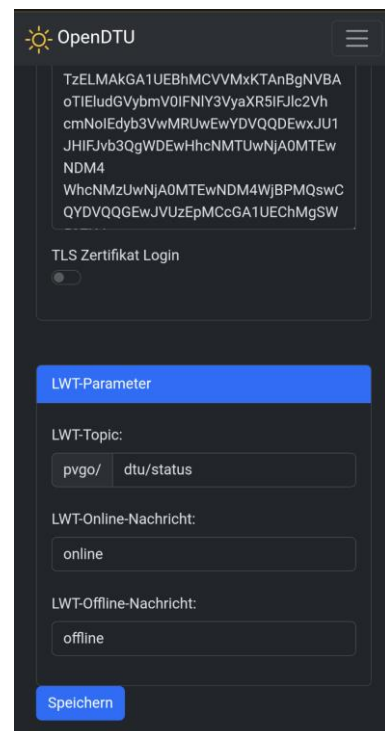 OpenDTU
TzELMAkGA1UEBhMCVVMxKTAnBgNVBA
oTIEludGVybmV0IFNlY3VyaXR5IFJlc2Vh
cmNoIEdyb3VwMRUwEwYDVQQDEwxJU1
JHIFJvb3QgWDEwHhcNMTUwNjA0MTEw
NDM4
WhcNMzUwNjA0MTEwNDM4WjBPMQswC
QYDVQQGEwJVUzEpMCcGA1UEChMgSW
TLS Zertifikat Login
LWT-Parameter
LWT-Topic:
pvgo/ dtu/status
LWT-Online-Nachricht:
online
LWT-Offline-Nachricht:
offline
Speichern